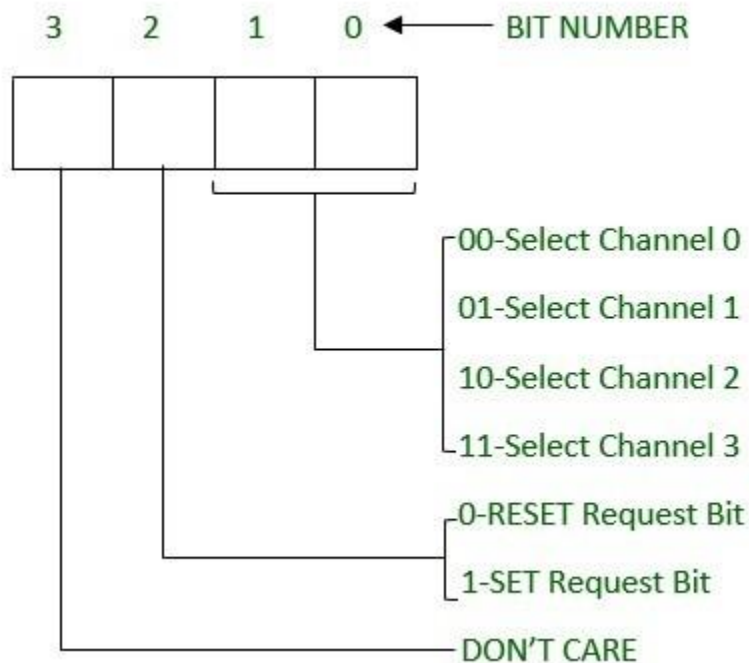 3 2 1 0 BIT NUMBER
00-Select Channel 0
01-Select Channel 1
10-Select Channel 2
11-Select Channel 3
0-RESET Request Bit
1-SET Request Bit
DON'T CARE